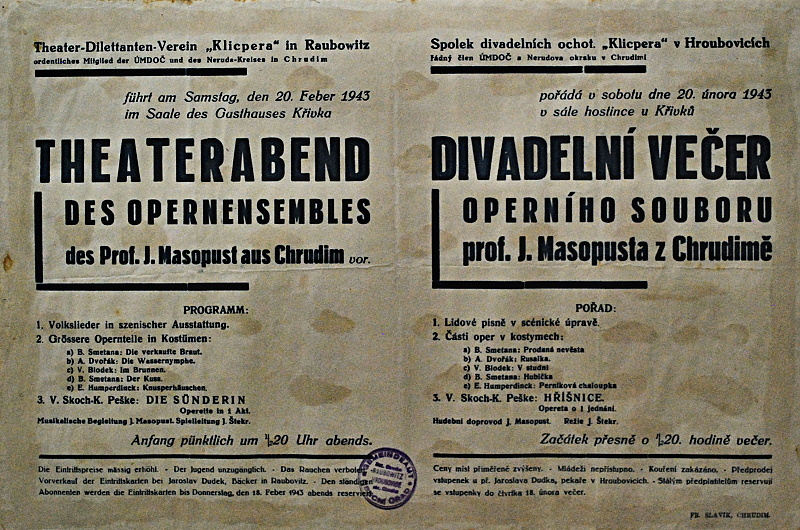 Theater-Dilettanten-Verein „Klicpera" in Raubowitz
ordentliches Mitglied der ÚMDOČ und des Neruda-Kreises in Chrudim
führt am Samstag, den 20. Feber 1943
im Saale des Gasthauses Křivka
THEATERABEND
DES OPERNENSEMBLES
des Prof. J. Masopust aus Chrudim vor.
PROGRAMM:
1. Volkslieder in szenischer Ausstattung.
2. Grössere Opernteile in Kostümen:
a) B. Smetana: Die verkaufte Braut.
b) A. Dvořák: Die Wassernymphe.
c) V. Blodek: Im Brunnen.
d) B. Smetana: Der Kuss.
e) E. Humperdinck: Knusperhäuschen.
3. V. Skoch-K. Peške: DIE SÜNDERIN
Operette in 1 Akt.
Musikalische Begleitung J. Masopust. Spielleitung J. Štekr.
Anfang pünktlich um ½20 Uhr abends.
Die Eintrittspreise mässig erhöht. - Der Jugend unzugänglich. - Das Rauchen verboten.
Vorverkauf der Eintrittskarten bei Jaroslav Dudek, Bäcker in Raubowitz. - Den ständigen
Abonnenten werden die Eintrittskarten bis Donnerstag, den 18. Feber 1943 abends reserviert.
Spolek divadelních ochot. „Klicpera" v Hroubovicích
řádný člen ÚMDOČ a Nerudova okrsku v Chrudimi
pořádá v sobotu dne 20. února 1943
v sále hostince u Křivků
DIVADELNÍ VEČER
OPERNÍHO SOUBORU
prof. J. Masopusta z Chrudimě
POŘAD:
1. Lidové písně v scénické úpravě.
2. Části oper v kostymech:
a) B. Smetana: Prodaná nevěsta
b) A. Dvořák: Rusalka.
c) V. Blodek: V studni
d) B. Smetana: Hubička
e) E. Humperdinck: Perníková chaloupka
3. V. Skoch-K. Peške: HŘÍŠNICE.
Opereta o 1 jednání.
Hudební doprovod J. Masopust. Režie J. Štekr.
Začátek přesně o ½20. hodině večer.
Ceny míst přiměřeně zvýšeny. - Mládeži nepřístupno. - Kouření zakázáno. - Předprodej
vstupenek u př. Jaroslava Dudka, pekaře v Hroubovicích. - Stálým předplatitelům reservují
se vstupenky do čtvrtka 18. února večer.
FR. SLAVÍK, CHRUDIM.
GEMEINDEAMT
RAUBOWITZ